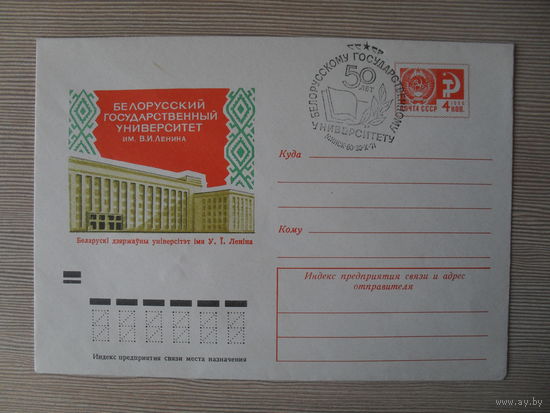 БЕЛОРУССКИЙ
ГОСУДАРСТВЕННЫЙ
УНИВЕРСИТЕТ
ИМ. В.И.ЛЕНИНА
Беларускі дзяржаўны універсітэт імя У. І. Леніна
БЕЛОРУССКОМУ ГОСУДАРСТВЕННОМУ
УНИВЕРСИТЕТУ
50
ЛЕТ
ПОЧТА СССР
1966
4
КОП.
Куда
Кому
Индекс предприятия связи и адрес
отправителя
Индекс предприятия связи места назначения
www.ay.by